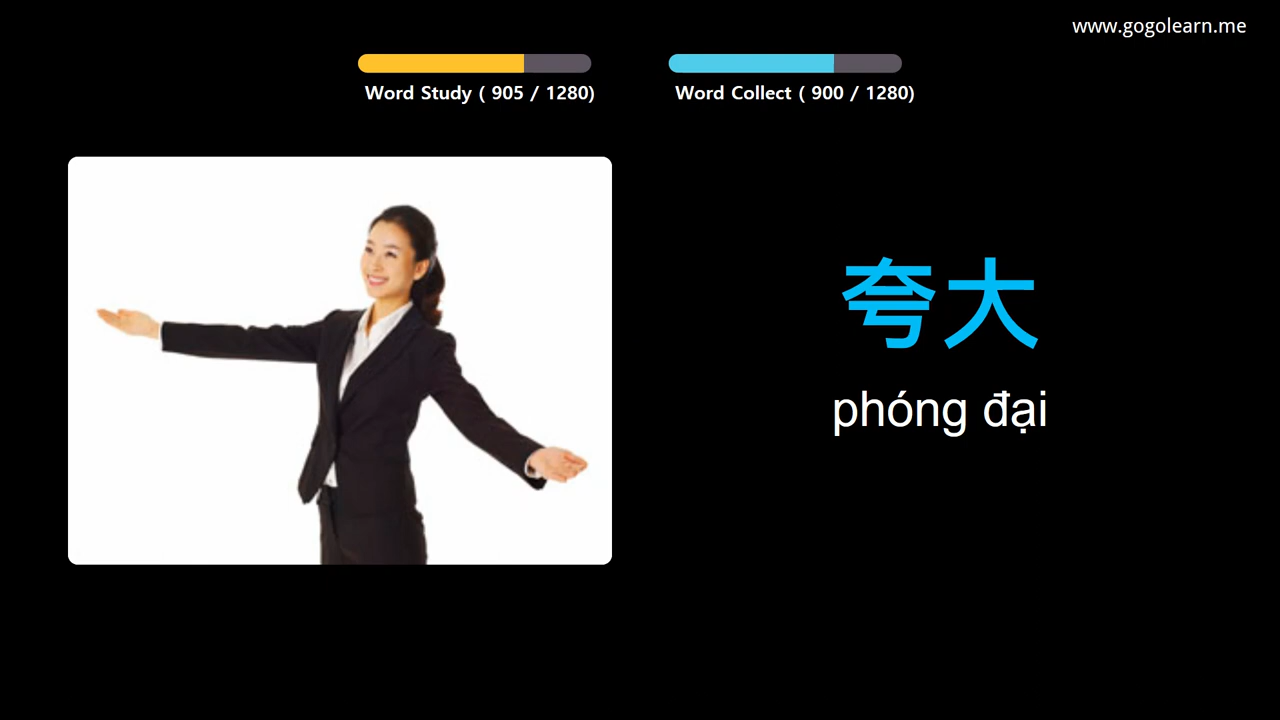 www.gogolearn.me
Word Study ( 905 / 1280)
Word Collect ( 900 / 1280)
夸大
phóng đại